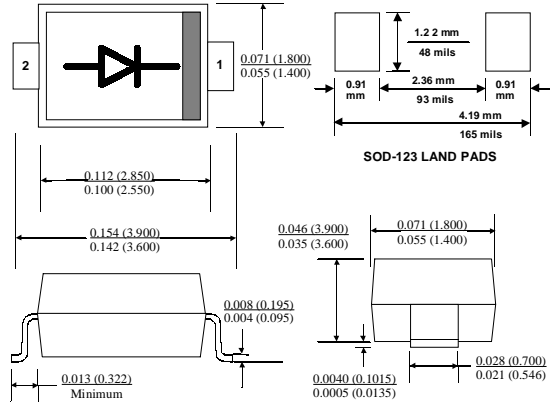 2
1
0.071 (1.800)
0.055 (1.400)
1.2 2 mm
48 mils
0.91
mm
2.36 mm
93 mils
0.91
mm
4.19 mm
165 mils
SOD-123 LAND PADS
0.112 (2.850)
0.100 (2.550)
0.154 (3.900)
0.142 (3.600)
0.046 (3.900)
0.035 (3.600)
0.071 (1.800)
0.055 (1.400)
0.008 (0.195)
0.004 (0.095)
0.013 (0.322)
Minimum
0.0040 (0.1015)
0.0005 (0.0135)
0.028 (0.700)
0.021 (0.546)